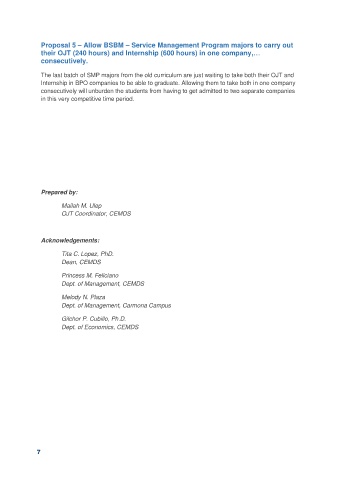 Proposal 5 – Allow BSBM – Service Management Program majors to carry out
their OJT (240 hours) and Internship (600 hours) in one company,…
consecutively.
The last batch of SMP majors from the old curriculum are just waiting to take both their OJT and
Internship in BPO companies to be able to graduate. Allowing them to take both in one company
consecutively will unburden the students from having to get admitted to two separate companies
in this very competitive time period.
Prepared by:
Mailah M. Ulep
OJT Coordinator, CEMDS
Acknowledgements:
Tita C. Lopez, PhD.
Dean, CEMDS
Princess M. Feliciano
Dept. of Management, CEMDS
Melody N. Plaza
Dept. of Management, Carmona Campus
Gilchor P. Cubillo, Ph.D.
Dept. of Economics, CEMDS
7